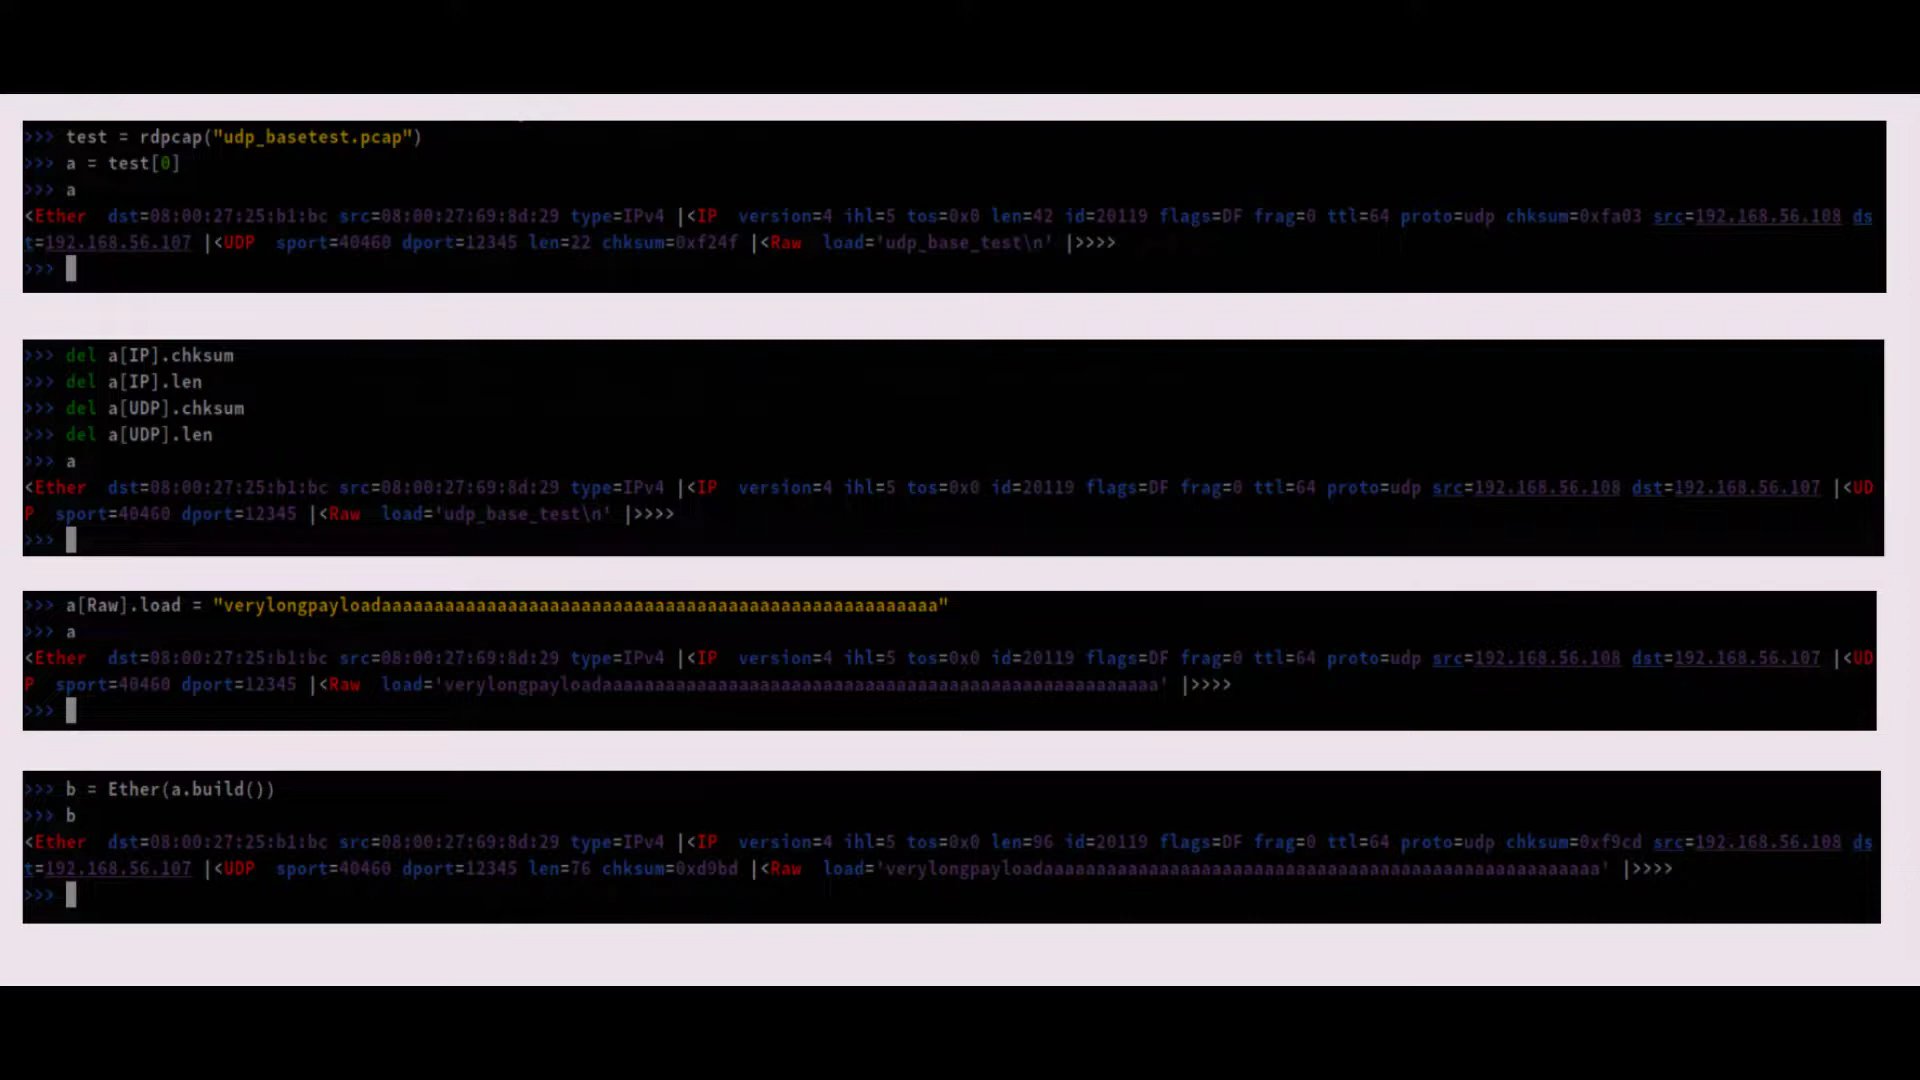 >>> test = rdpcap("udp_basetest.pcap")
>>> a = test[0]
>>> a
<Ether  dst=08:00:27:25:b1:bc src=08:00:27:69:8d:29 type=IPv4 |<IP  version=4 ihl=5 tos=0x0 len=42 id=20119 flags=DF frag=0 ttl=64 proto=udp chksum=0xfa03 src=192.168.56.108 ds
t=192.168.56.107 |<UDP  sport=40460 dport=12345 len=22 chksum=0xf24f |<Raw  load='udp_base_test\n' |>>>>
>>>
>>> del a[IP].chksum
>>> del a[IP].len
>>> del a[UDP].chksum
>>> del a[UDP].len
>>> a
<Ether  dst=08:00:27:25:b1:bc src=08:00:27:69:8d:29 type=IPv4 |<IP  version=4 ihl=5 tos=0x0 id=20119 flags=DF frag=0 ttl=64 proto=udp src=192.168.56.108 dst=192.168.56.107 |<UD
P  sport=40460 dport=12345 |<Raw  load='udp_base_test\n' |>>>>
>>>
>>> a[Raw].load = "verylongpayloadaaaaaaaaaaaaaaaaaaaaaaaaaaaaaaaaaaaaaaaaaaaaaaaaaaaaa"
>>> a
<Ether  dst=08:00:27:25:b1:bc src=08:00:27:69:8d:29 type=IPv4 |<IP  version=4 ihl=5 tos=0x0 id=20119 flags=DF frag=0 ttl=64 proto=udp src=192.168.56.108 dst=192.168.56.107 |<UD
P  sport=40460 dport=12345 |<Raw  load='verylongpayloadaaaaaaaaaaaaaaaaaaaaaaaaaaaaaaaaaaaaaaaaaaaaaaaaaaaaa' |>>>>
>>>
>>> b = Ether(a.build())
>>> b
<Ether  dst=08:00:27:25:b1:bc src=08:00:27:69:8d:29 type=IPv4 |<IP  version=4 ihl=5 tos=0x0 len=96 id=20119 flags=DF frag=0 ttl=64 proto=udp chksum=0xf9cd src=192.168.56.108 ds
t=192.168.56.107 |<UDP  sport=40460 dport=12345 len=76 chksum=0xd9bd |<Raw  load='verylongpayloadaaaaaaaaaaaaaaaaaaaaaaaaaaaaaaaaaaaaaaaaaaaaaaaaaaaaa' |>>>>
>>>